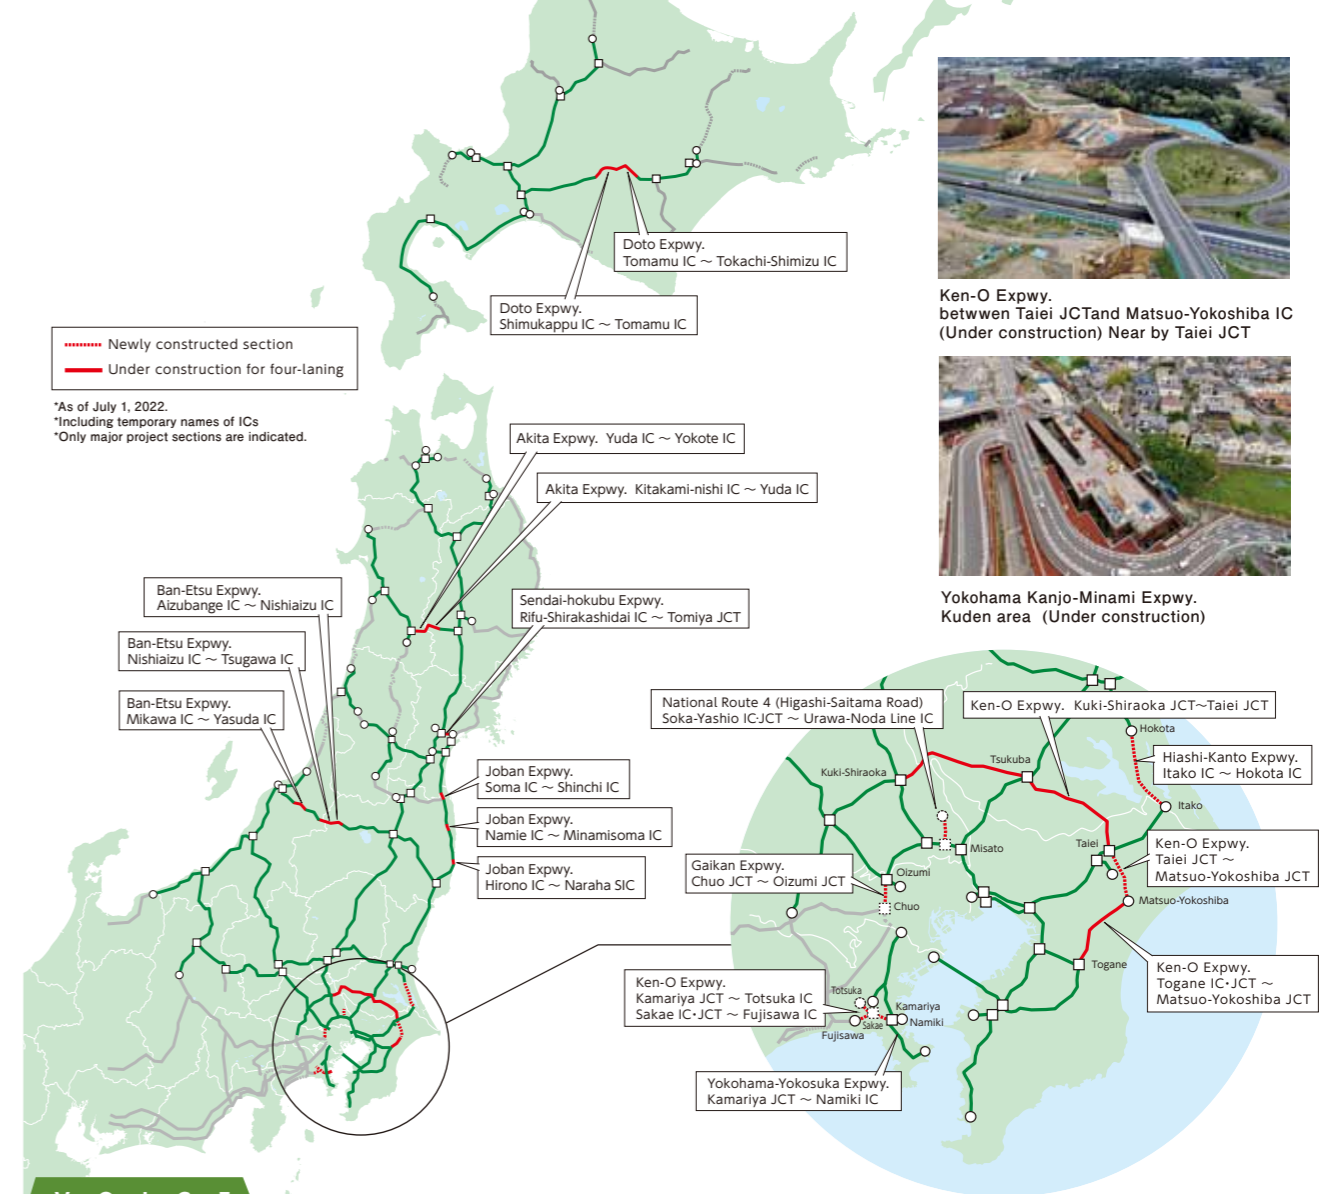 Doto Expwy.
Tomamu IC ～ Tokachi-Shimizu IC
Doto Expwy.
Shimukappu IC ～ Tomamu IC
Newly constructed section
Under construction for four-laning
*As of July 1, 2022.
*Including temporary names of ICs
*Only major project sections are indicated.
Ken-O Expwy.
betwwen Taiei JCTand Matsuo-Yokoshiba IC
(Under construction) Near by Taiei JCT
Yokohama Kanjo-Minami Expwy.
Kuden area (Under construction)
Akita Expwy. Yuda IC ～ Yokote IC
Akita Expwy. Kitakami-nishi IC ～ Yuda IC
Ban-Etsu Expwy.
Aizubange IC ～ Nishiaizu IC
Sendai-hokubu Expwy.
Rifu-Shirakashidai IC ～ Tomiya JCT
Ban-Etsu Expwy.
Nishiaizu IC ～ Tsugawa IC
Ban-Etsu Expwy.
Mikawa IC ～ Yasuda IC
Joban Expwy.
Soma IC ～ Shinchi IC
Joban Expwy.
Namie IC ～ Minamisoma IC
Joban Expwy.
Hirono IC ～ Naraha SIC
National Route 4 (Higashi-Saitama Road)
Soka-Yashio IC·JCT ～ Urawa-Noda Line IC
Ken-O Expwy. Kuki-Shiraoka JCT～Taiei JCT
Hokota
Hiashi-Kanto Expwy.
Itako IC ～ Hokota IC
Tsukuba
Kuki-Shiraoka
Itako
Misato
Taiei
Ken-O Expwy.
Taiei JCT ～
Matsuo-Yokoshiba JCT
Gaikan Expwy.
Chuo JCT ～ Oizumi JCT
Oizumi
Chuo
Matsuo-Yokoshiba
Togane
Ken-O Expwy.
Togane IC·JCT ～
Matsuo-Yokoshiba JCT
Ken-O Expwy.
Kamariya JCT ～ Totsuka IC
Sakae IC·JCT ～ Fujisawa IC
Totsuka
Kamariya
Namiki
Sakae
Fujisawa
Yokohama-Yokosuka Expwy.
Kamariya JCT ～ Namiki IC